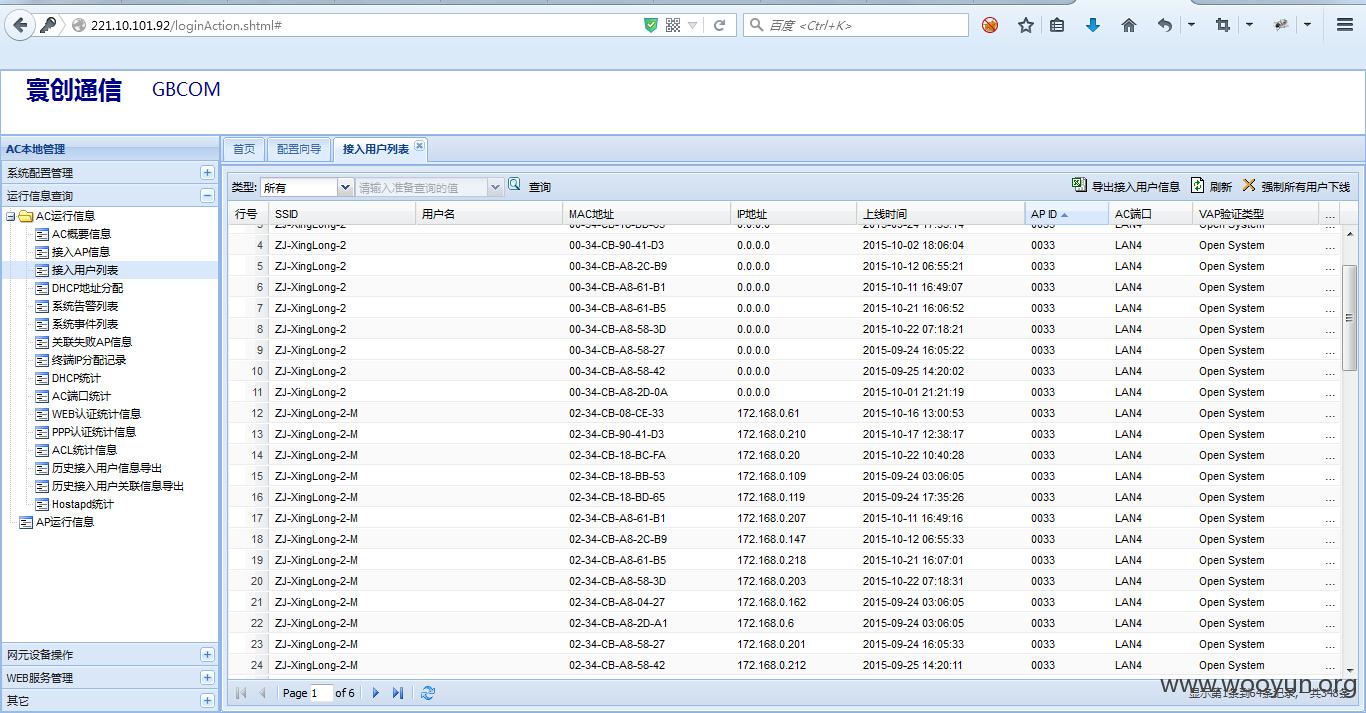 221.10.101.92/loginAction.shtml#
百度 <Ctrl+K>
寰创通信 GBCOM
AC本地管理
系统配置管理
运行信息查询
AC运行信息
AC概要信息
接入AP信息
接入用户列表
DHCP地址分配
系统告警列表
系统事件列表
关联失败AP信息
终端IP分配记录
DHCP统计
AC端口统计
WEB认证统计信息
PPP认证统计信息
ACL统计信息
历史接入用户信息导出
历史接入用户关联信息导出
Hostapd统计
AP运行信息
网元设备操作
WEB服务管理
其它
首页 配置向导 接入用户列表
类型: 所有 请输入准备查询的值 查询 导出接入用户信息 刷新 强制所有用户下线
行号 SSID 用户名 MAC地址 IP地址 上线时间 AP ID AC端口 VAP验证类型 ...
3 ZJ-XingLong-2 00-34-CB-18-BB-53 0.0.0.0 2015-09-24 17:35:14 0033 LAN4 Open System ...
4 ZJ-XingLong-2 00-34-CB-90-41-D3 0.0.0.0 2015-10-02 18:06:04 0033 LAN4 Open System ...
5 ZJ-XingLong-2 00-34-CB-A8-2C-B9 0.0.0.0 2015-10-12 06:55:21 0033 LAN4 Open System ...
6 ZJ-XingLong-2 00-34-CB-A8-61-B1 0.0.0.0 2015-10-11 16:49:07 0033 LAN4 Open System ...
7 ZJ-XingLong-2 00-34-CB-A8-61-B5 0.0.0.0 2015-10-21 16:06:52 0033 LAN4 Open System ...
8 ZJ-XingLong-2 00-34-CB-A8-58-3D 0.0.0.0 2015-10-22 07:18:21 0033 LAN4 Open System ...
9 ZJ-XingLong-2 00-34-CB-A8-58-27 0.0.0.0 2015-09-24 16:05:22 0033 LAN4 Open System ...
10 ZJ-XingLong-2 00-34-CB-A8-58-42 0.0.0.0 2015-09-25 14:20:02 0033 LAN4 Open System ...
11 ZJ-XingLong-2 00-34-CB-A8-2D-0A 0.0.0.0 2015-10-01 21:21:19 0033 LAN4 Open System ...
12 ZJ-XingLong-2-M 02-34-CB-08-CE-33 172.168.0.61 2015-10-16 13:00:53 0033 LAN4 Open System ...
13 ZJ-XingLong-2-M 02-34-CB-90-41-D3 172.168.0.210 2015-10-17 12:38:17 0033 LAN4 Open System ...
14 ZJ-XingLong-2-M 02-34-CB-18-BC-FA 172.168.0.20 2015-10-22 10:40:28 0033 LAN4 Open System ...
15 ZJ-XingLong-2-M 02-34-CB-18-BB-53 172.168.0.109 2015-09-24 03:06:05 0033 LAN4 Open System ...
16 ZJ-XingLong-2-M 02-34-CB-18-BD-65 172.168.0.119 2015-09-24 17:35:26 0033 LAN4 Open System ...
17 ZJ-XingLong-2-M 02-34-CB-A8-61-B1 172.168.0.207 2015-10-11 16:49:16 0033 LAN4 Open System ...
18 ZJ-XingLong-2-M 02-34-CB-A8-2C-B9 172.168.0.147 2015-10-12 06:55:33 0033 LAN4 Open System ...
19 ZJ-XingLong-2-M 02-34-CB-A8-61-B5 172.168.0.218 2015-10-21 16:07:01 0033 LAN4 Open System ...
20 ZJ-XingLong-2-M 02-34-CB-A8-58-3D 172.168.0.203 2015-10-22 07:18:31 0033 LAN4 Open System ...
21 ZJ-XingLong-2-M 02-34-CB-A8-04-27 172.168.0.162 2015-09-24 03:06:05 0033 LAN4 Open System ...
22 ZJ-XingLong-2-M 02-34-CB-A8-2D-A1 172.168.0.6 2015-09-24 03:06:05 0033 LAN4 Open System ...
23 ZJ-XingLong-2-M 02-34-CB-A8-58-27 172.168.0.201 2015-09-24 16:05:33 0033 LAN4 Open System ...
24 ZJ-XingLong-2-M 02-34-CB-A8-58-42 172.168.0.212 2015-09-25 14:20:11 0033 LAN4 Open System ...
Page 1 of 6
显示第1条到64条记录，共348条
www.wooyun.org